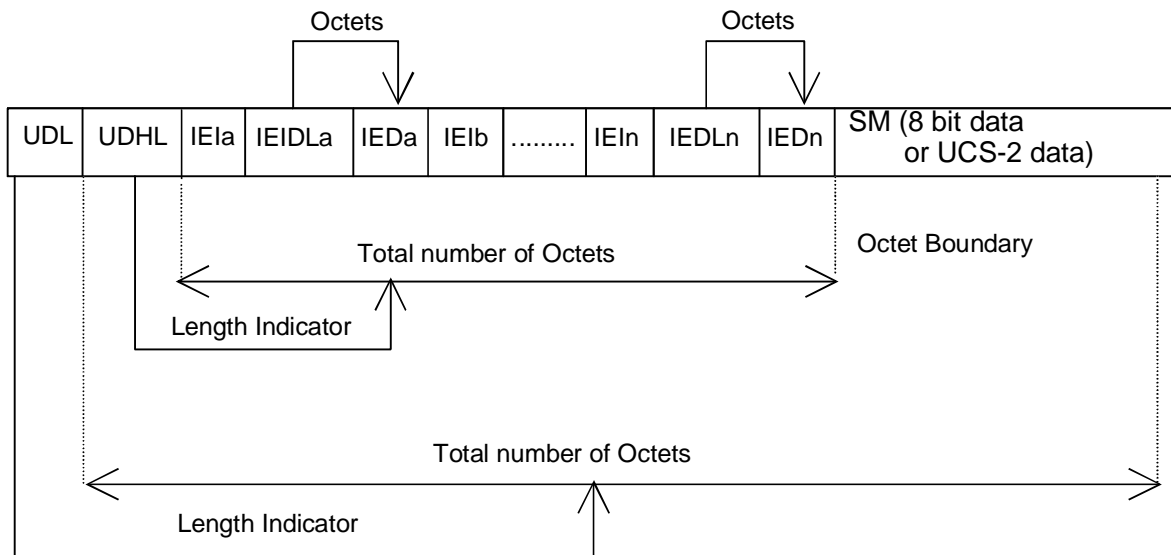 Octets Octets
UDL UDHL IEIa IEIDLa IEDa IEIb ......... IEIn IEDLn IEDn SM (8 bit data
or UCS-2 data)
Total number of Octets Octet Boundary
Length Indicator
Total number of Octets
Length Indicator